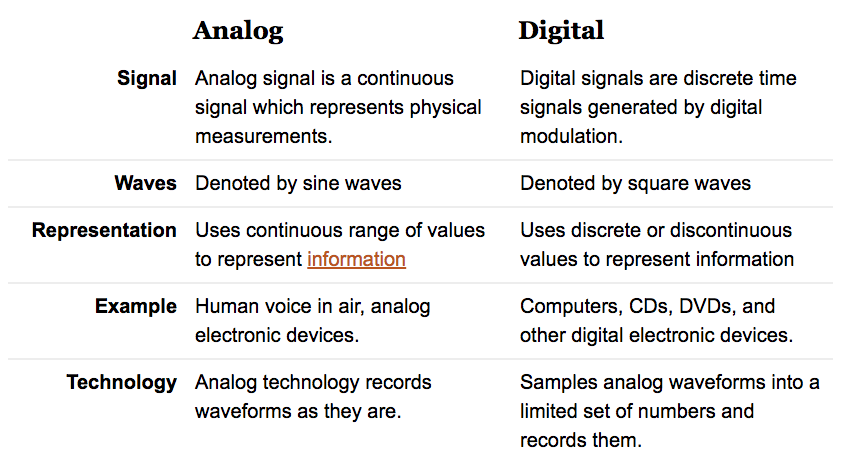 Analog Digital
Signal Analog signal is a continuous Digital signals are discrete time
signal which represents physical signals generated by digital
measurements. modulation.
Waves Denoted by sine waves Denoted by square waves
Representation Uses continuous range of values Uses discrete or discontinuous
to represent information values to represent information
Example Human voice in air, analog Computers, CDs, DVDs, and
electronic devices. other digital electronic devices.
Technology Analog technology records Samples analog waveforms into a
waveforms as they are. limited set of numbers and
records them.